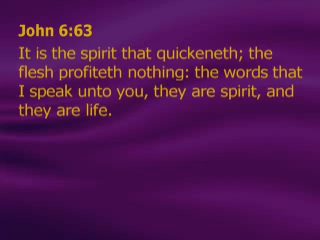 John 6:63
It is the spirit that quickeneth; the
flesh profiteth nothing: the words that
I speak unto you, they are spirit, and
they are life.